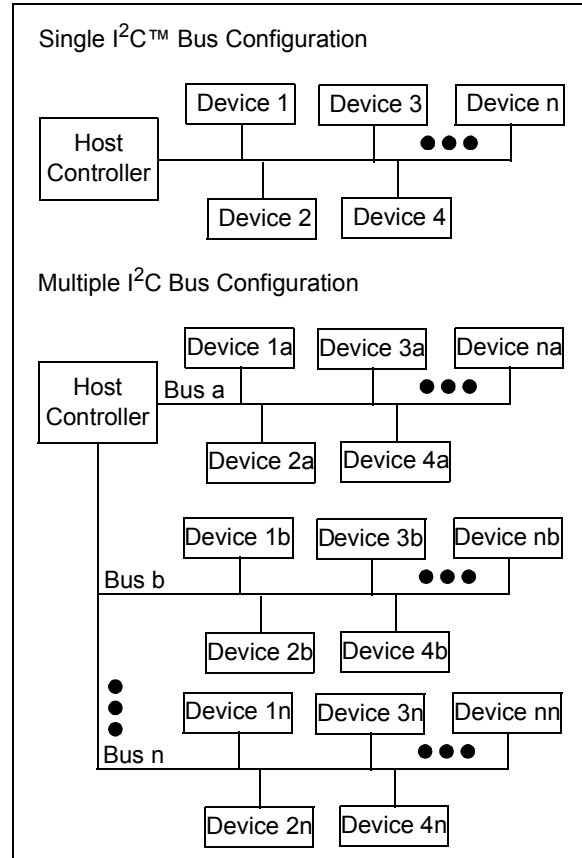 Single I²C™ Bus Configuration
Device 1
Device 3
Device n
Host
Controller
Device 2
Device 4
Multiple I²C Bus Configuration
Device 1a
Device 3a
Device na
Host
Controller
Bus a
Device 2a
Device 4a
Device 1b
Device 3b
Device nb
Bus b
Device 2b
Device 4b
Device 1n
Device 3n
Device nn
Bus n
Device 2n
Device 4n